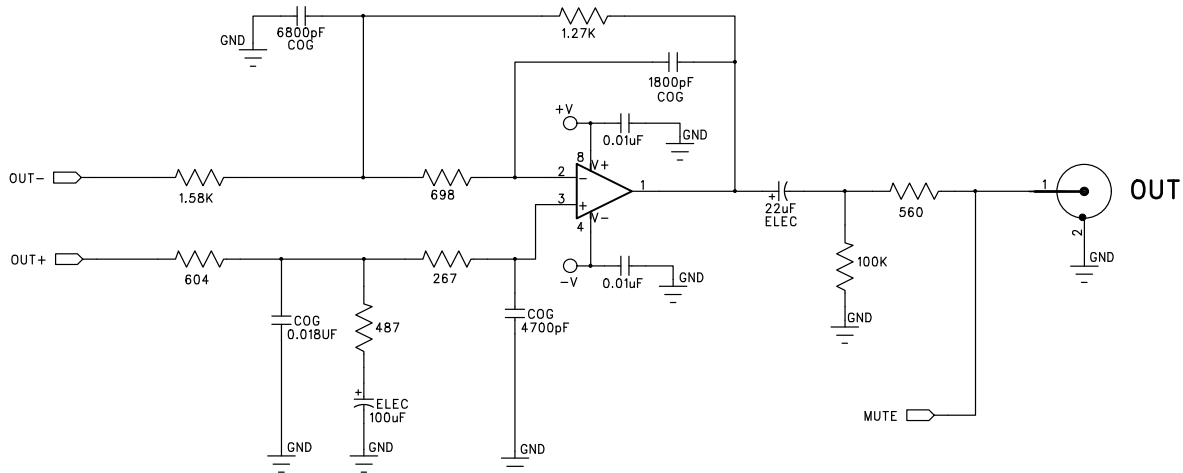 GND
6800pF
COG
1.27K
1800pF
COG
+V
0.01uF
GND
8
V+
OUT-
1.58K
698
2
-
3
+
1
4
V-
+
22uF
ELEC
560
1
OUT
2
GND
OUT+
604
267
-V
0.01uF
GND
100K
GND
COG
0.018UF
487
COG
4700pF
+
ELEC
100uF
MUTE
GND
GND
GND